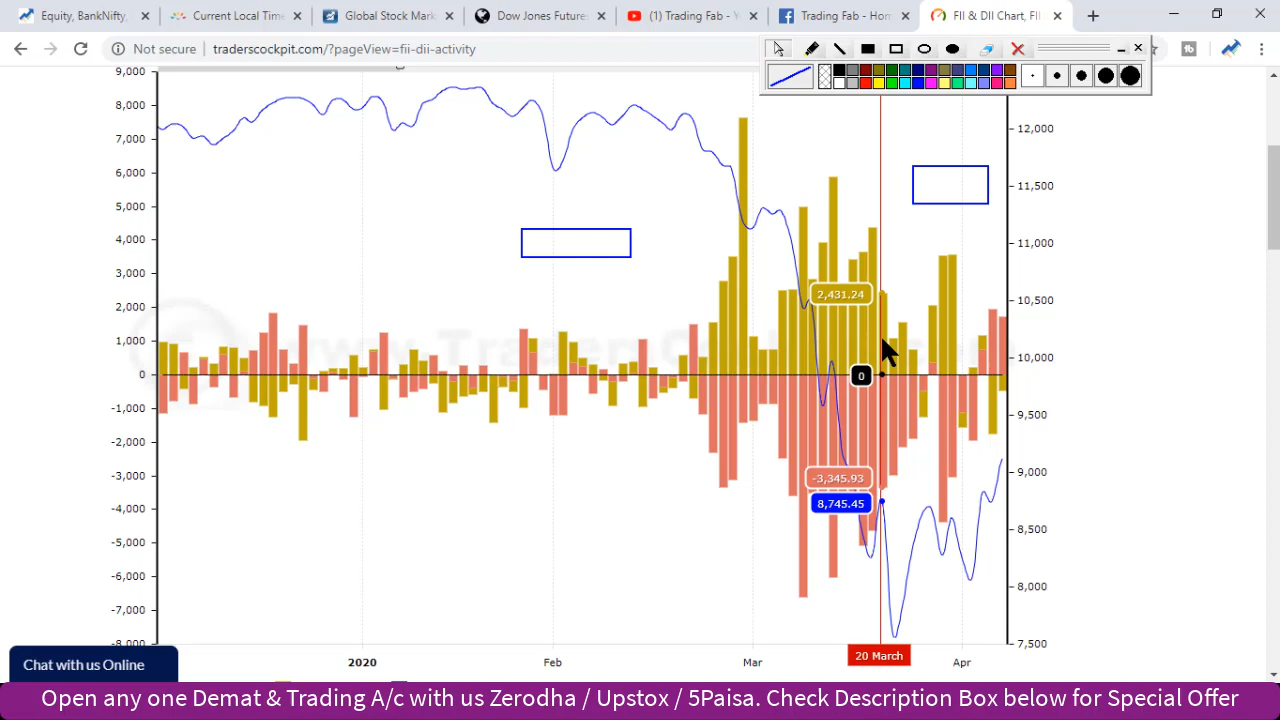 Equity, BankNifty,
Current Local Time
Global Stock Mark
Dow Jones Future
(1) Trading Fab - Y
Trading Fab - Hom
FII & DII Chart, FII
Not secure
traderscockpit.com/?pageView=fii-dii-activity
9,000
8,000
7,000
6,000
5,000
4,000
3,000
2,000
1,000
0
-1,000
-2,000
-3,000
-4,000
-5,000
-6,000
-7,000
-8,000
12,000
11,500
11,000
10,500
10,000
9,500
9,000
8,500
8,000
7,500
2,431.24
0
-3,345.93
8,745.45
2020
Feb
Mar
20 March
Apr
Chat with us Online
Open any one Demat & Trading A/c with us Zerodha / Upstox / 5Paisa. Check Description Box below for Special Offer